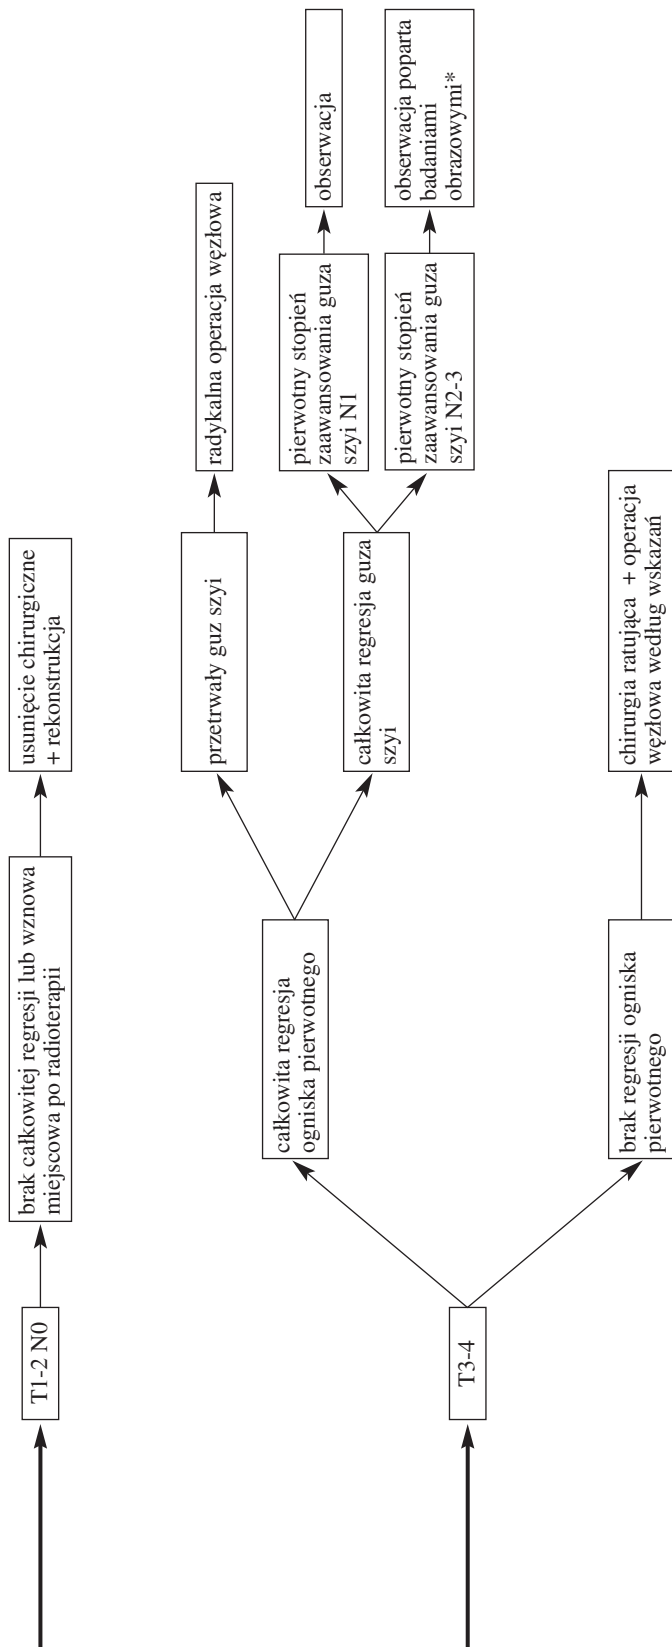 T1-2 N0
brak całkowitej regresji lub wznowa
miejscowa po radioterapii
usunięcie chirurgiczne
+ rekonstrukcja
T3-4
całkowita regresja
ogniska pierwotnego
przetrwały guz szyi
radykalna operacja węzłowa
całkowita regresja guza
szyi
pierwotny stopień
zaawansowania guza
szyi N1
obserwacja
pierwotny stopień
zaawansowania guza
szyi N2-3
obserwacja poparta
badaniami
obrazowymi*
brak regresji ogniska
pierwotnego
chirurgia ratująca + operacja
węzłowa według wskazań